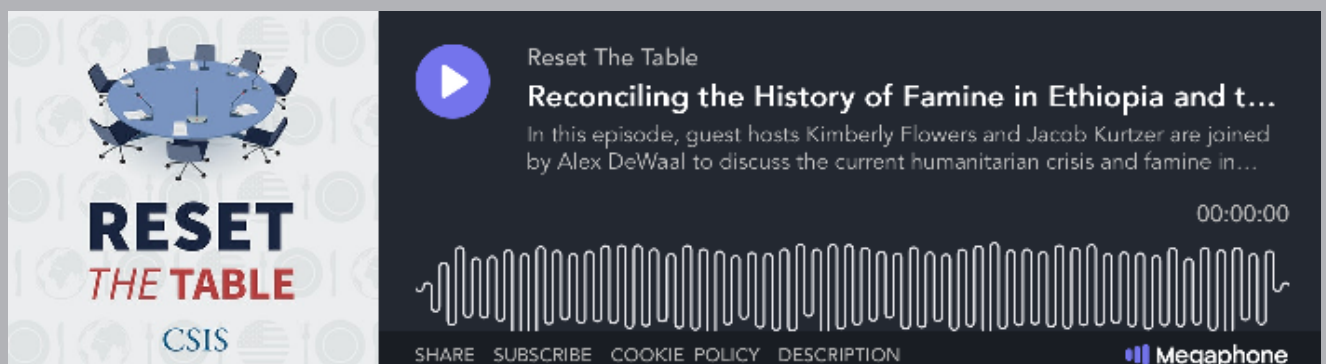 RESET
THE TABLE
CSIS
Reset The Table
Reconciling the History of Famine in Ethiopia and t...
In this episode, guest hosts Kimberly Flowers and Jacob Kurtzer are joined
by Alex DeWaal to discuss the current humanitarian crisis and famine in...
00:00:00
SHARE SUBSCRIBE COOKIE POLICY DESCRIPTION
Megaphone